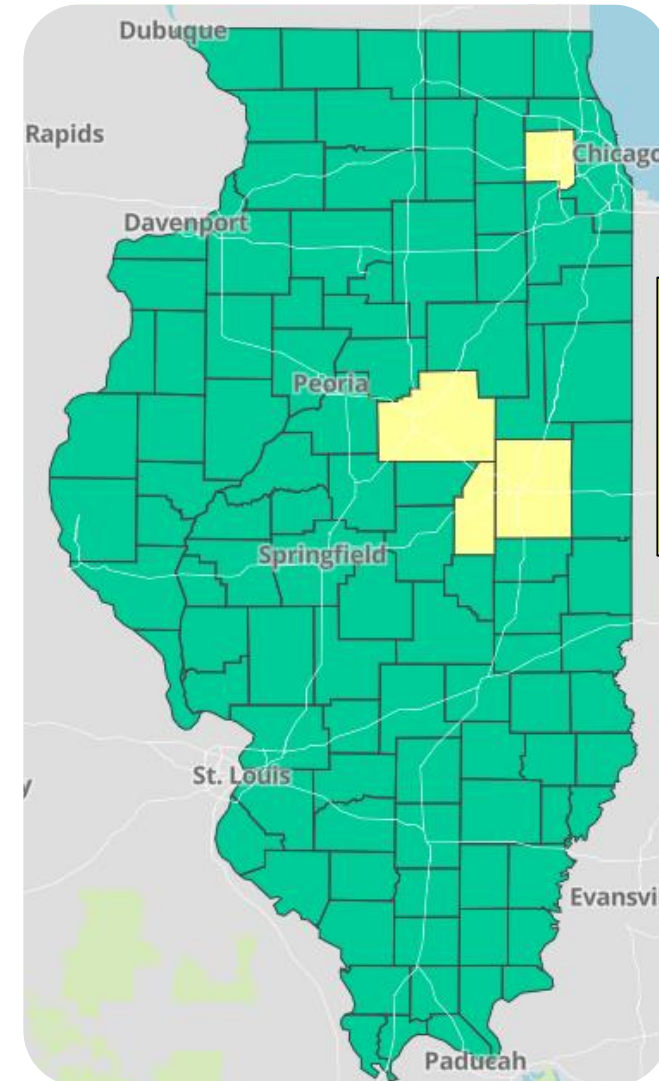 Dubuque
Rapids
Chicago
Davenport
Peoria
Springfield
St. Louis
y
Evansvi
Paducah